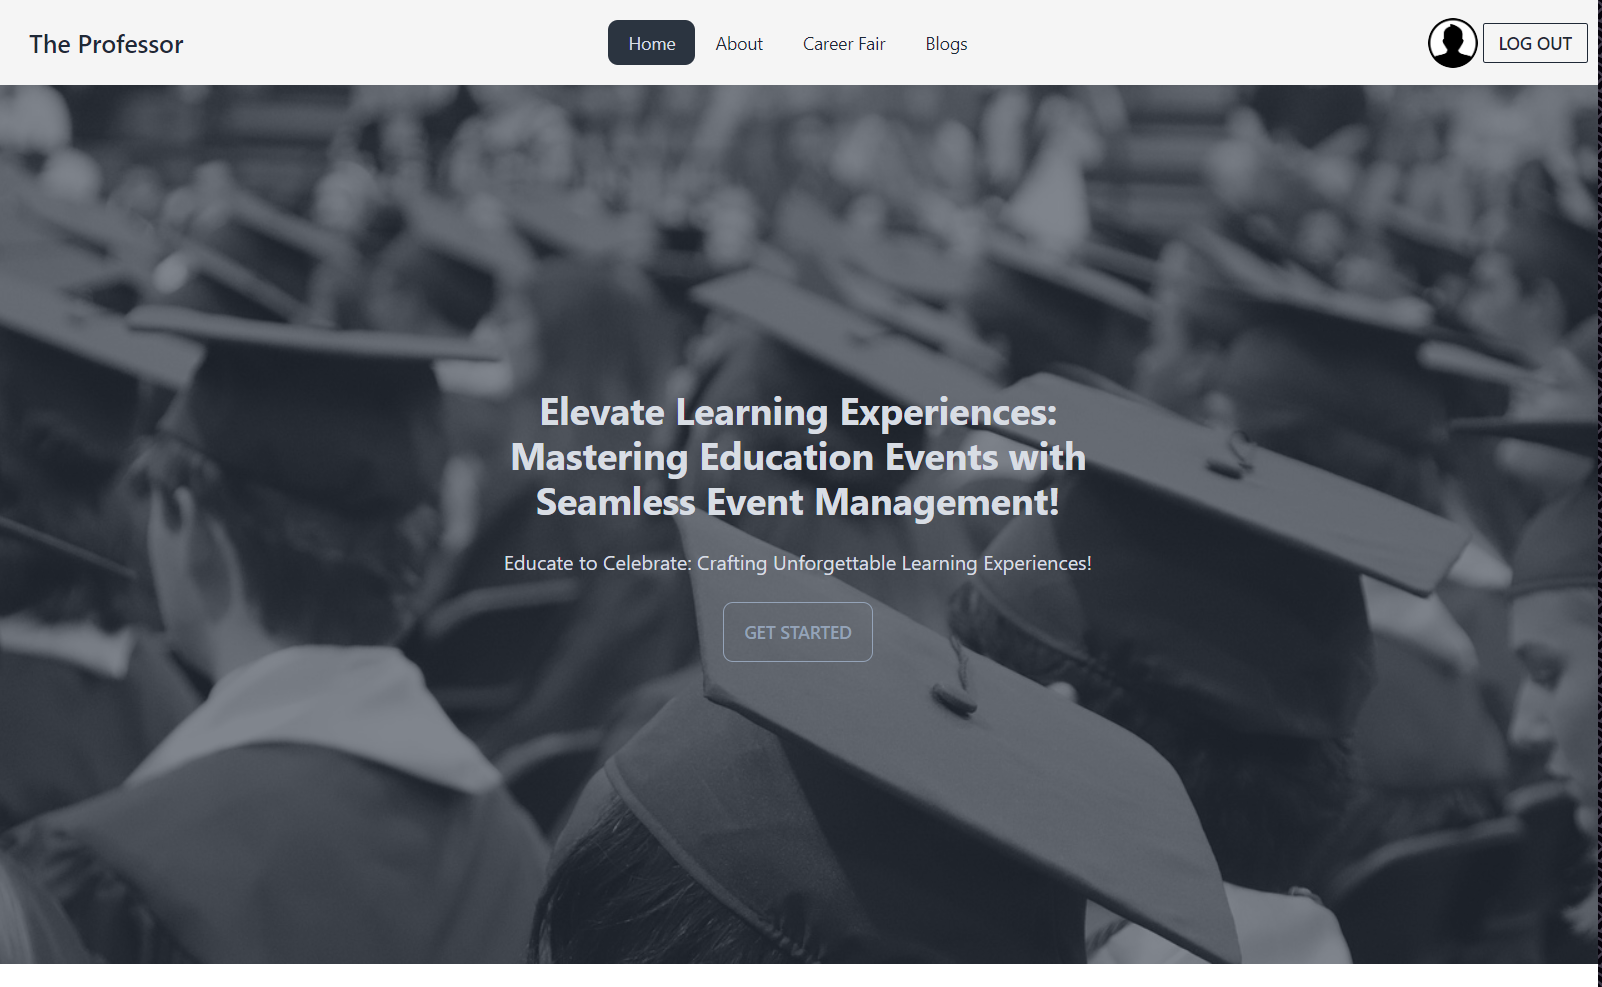 The Professor
Home
About
Career Fair
Blogs
LOG OUT
Elevate Learning Experiences:
Mastering Education Events with
Seamless Event Management!
Educate to Celebrate: Crafting Unforgettable Learning Experiences!
GET STARTED